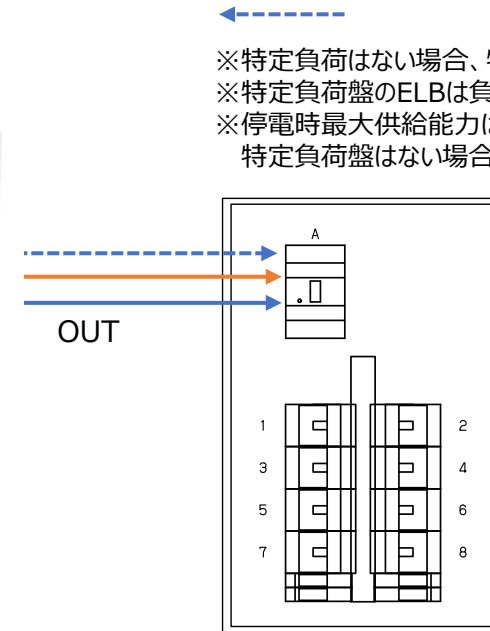 ※特定負荷はない場合、
※特定負荷盤のELBは負
※停電時最大供給能力は
特定負荷盤はない場合
A
OUT
1 2
3 4
5 6
7 8